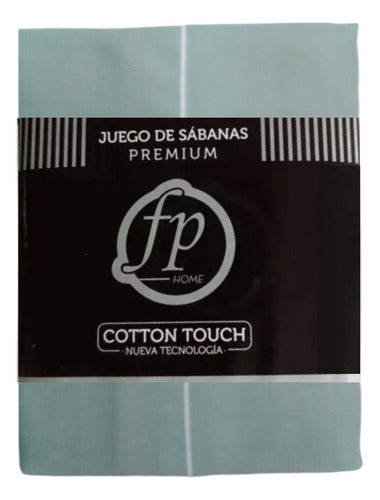 JUEGO DE SÁBANAS
PREMIUM
fp
HOME
COTTON TOUCH
· NUEVA TECNOLOGÍA ·